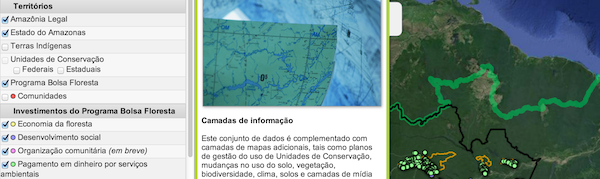 Territórios
Amazônia Legal
Estado do Amazonas
Terras Indígenas
Unidades de Conservação
Federais Estaduais
Programa Bolsa Floresta
Comunidades
Investimentos do Programa Bolsa Floresta
Economia da floresta
Desenvolvimento social
Organização comunitária (em breve)
Pagamento em dinheiro por serviços
ambientais
0º
Camadas de informação
Este conjunto de dados é complementado com
camadas de mapas adicionais, tais como planos
de gestão do uso de Unidades de Conservação,
mudanças no uso do solo, vegetação,
biodiversidade, clima, solos e camadas de mídia